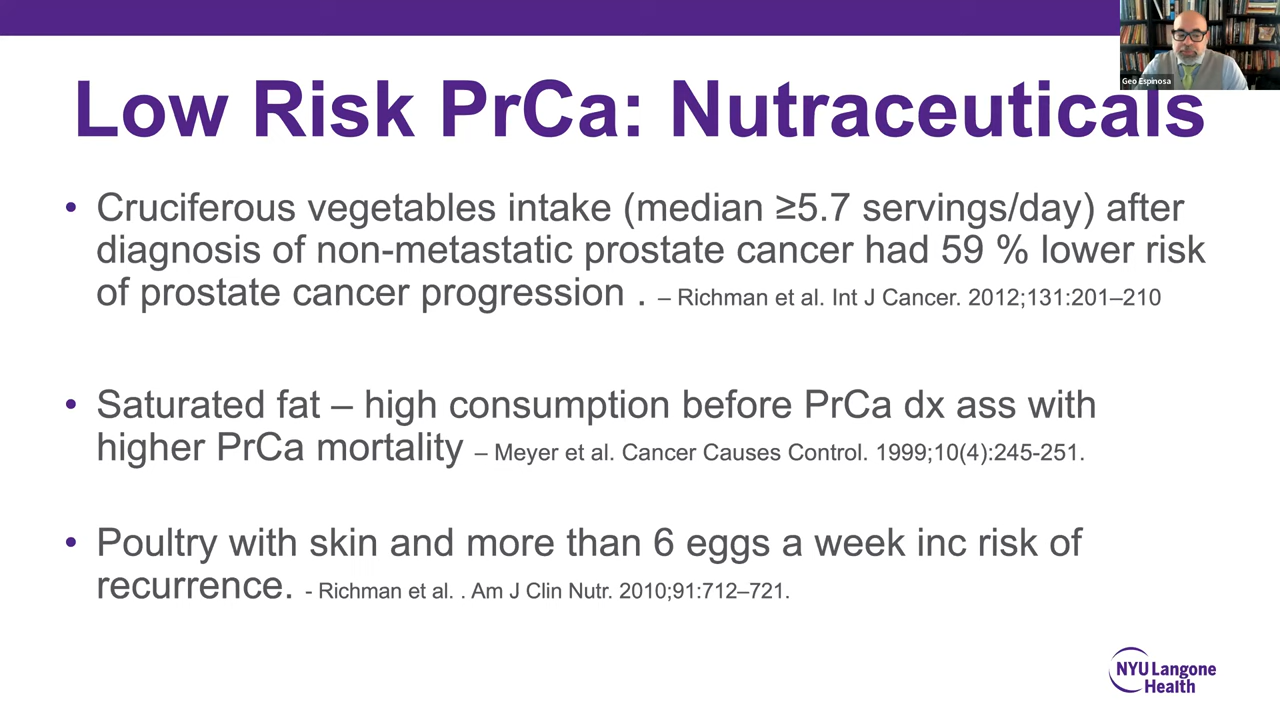 Geo Espinosa
Low Risk PrCa: Nutraceuticals
• Cruciferous vegetables intake (median ≥5.7 servings/day) after
diagnosis of non-metastatic prostate cancer had 59 % lower risk
of prostate cancer progression . – Richman et al. Int J Cancer. 2012;131:201–210
• Saturated fat – high consumption before PrCa dx ass with
higher PrCa mortality – Meyer et al. Cancer Causes Control. 1999;10(4):245-251.
• Poultry with skin and more than 6 eggs a week inc risk of
recurrence. - Richman et al. . Am J Clin Nutr. 2010;91:712–721.
NYU Langone
Health